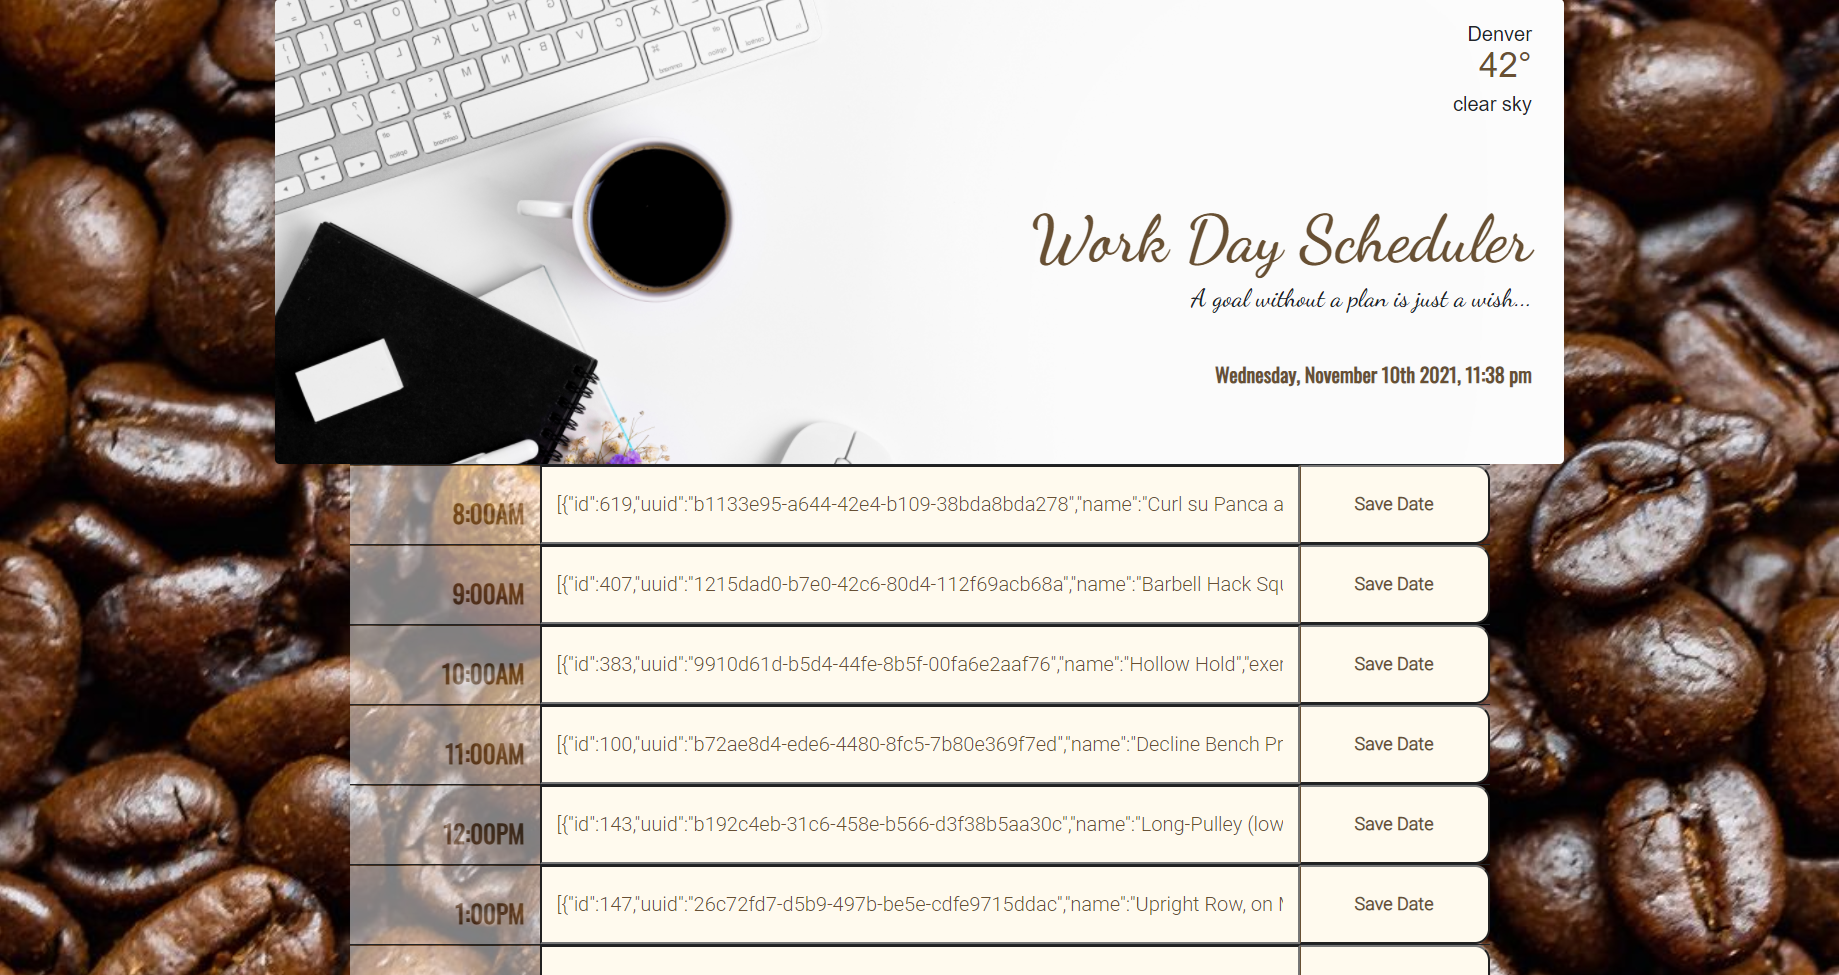 Denver
42°
clear sky
Work Day Scheduler
A goal without a plan is just a wish...
Wednesday, November 10th 2021, 11:38 pm
8:00AM [{"id":619,"uuid":"b1133e95-a644-42e4-b109-38bda8bda278","name":"Curl su Panca a Save Date
9:00AM [{"id":407,"uuid":"1215dad0-b7e0-42c6-80d4-112f69acb68a","name":"Barbell Hack Squ Save Date
10:00AM [{"id":383,"uuid":"9910d61d-b5d4-44fe-8b5f-00fa6e2aaf76","name":"Hollow Hold","exer Save Date
11:00AM [{"id":100,"uuid":"b72ae8d4-ede6-4480-8fc5-7b80e369f7ed","name":"Decline Bench Pr Save Date
12:00PM [{"id":143,"uuid":"b192c4eb-31c6-458e-b566-d3f38b5aa30c","name":"Long-Pulley (low Save Date
1:00PM [{"id":147,"uuid":"26c72fd7-d5b9-497b-be5e-cdfe9715ddac","name":"Upright Row, on Save Date